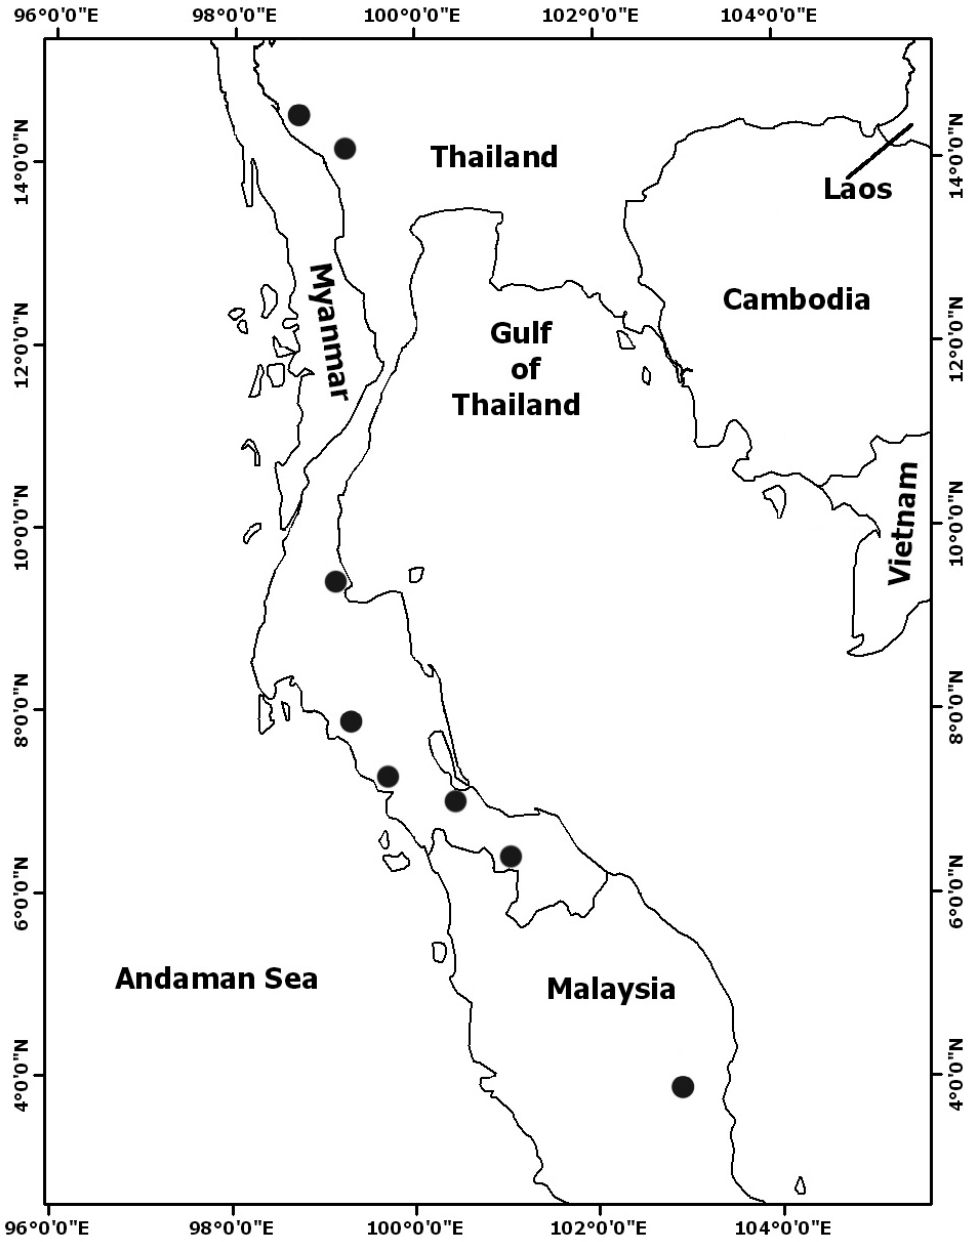 96°0'0"E 98°0'0"E 100°0'0"E 102°0'0"E 104°0'0"E
14°0'0"N
14°0'0"N
Thailand
Laos
Myanmar
Cambodia
12°0'0"N
12°0'0"N
Gulf
of
Thailand
10°0'0"N
10°0'0"N
Vietnam
8°0'0"N
8°0'0"N
6°0'0"N
6°0'0"N
Andaman Sea
Malaysia
4°0'0"N
4°0'0"N
96°0'0"E 98°0'0"E 100°0'0"E 102°0'0"E 104°0'0"E